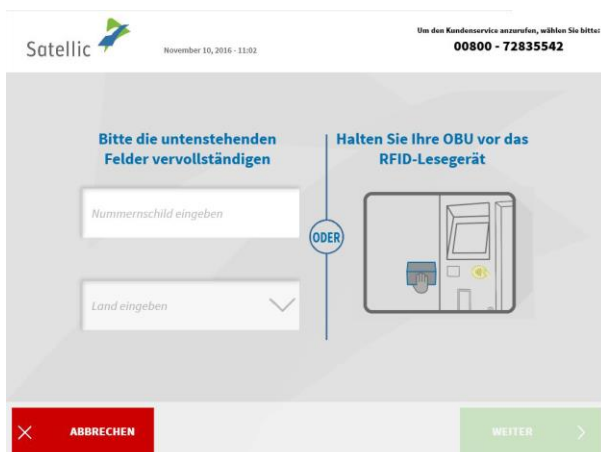 Satellic
November 10, 2016 - 11:02
Um den Kundenservice anzurufen, wählen Sie bitte:
00800 - 72835542
Bitte die untenstehenden
Felder vervollständigen
Nummernschild eingeben
Land eingeben
ODER
Halten Sie Ihre OBU vor das
RFID-Lesegerät
ABBRECHEN
WEITER